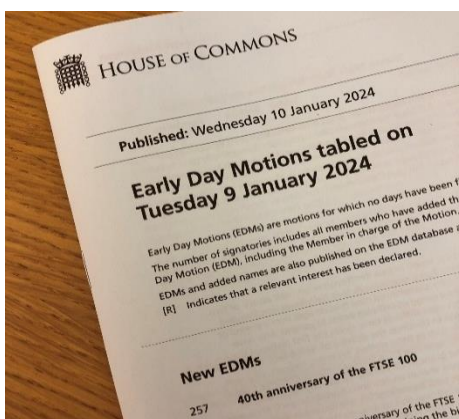 HOUSE OF COMMONS
Published: Wednesday 10 January 2024
Early Day Motions tabled on
Tuesday 9 January 2024
Early Day Motions (EDMs) are motions for which no days have been
The number of signatories includes all members who have added
Day Motion (EDM), including the Member in charge of the Motion.
EDMs and added names are also published on the EDM database
[R] Indicates that a relevant interest has been declared.
New EDMs
257 40th anniversary of the FTSE 100
of the FTSE
the